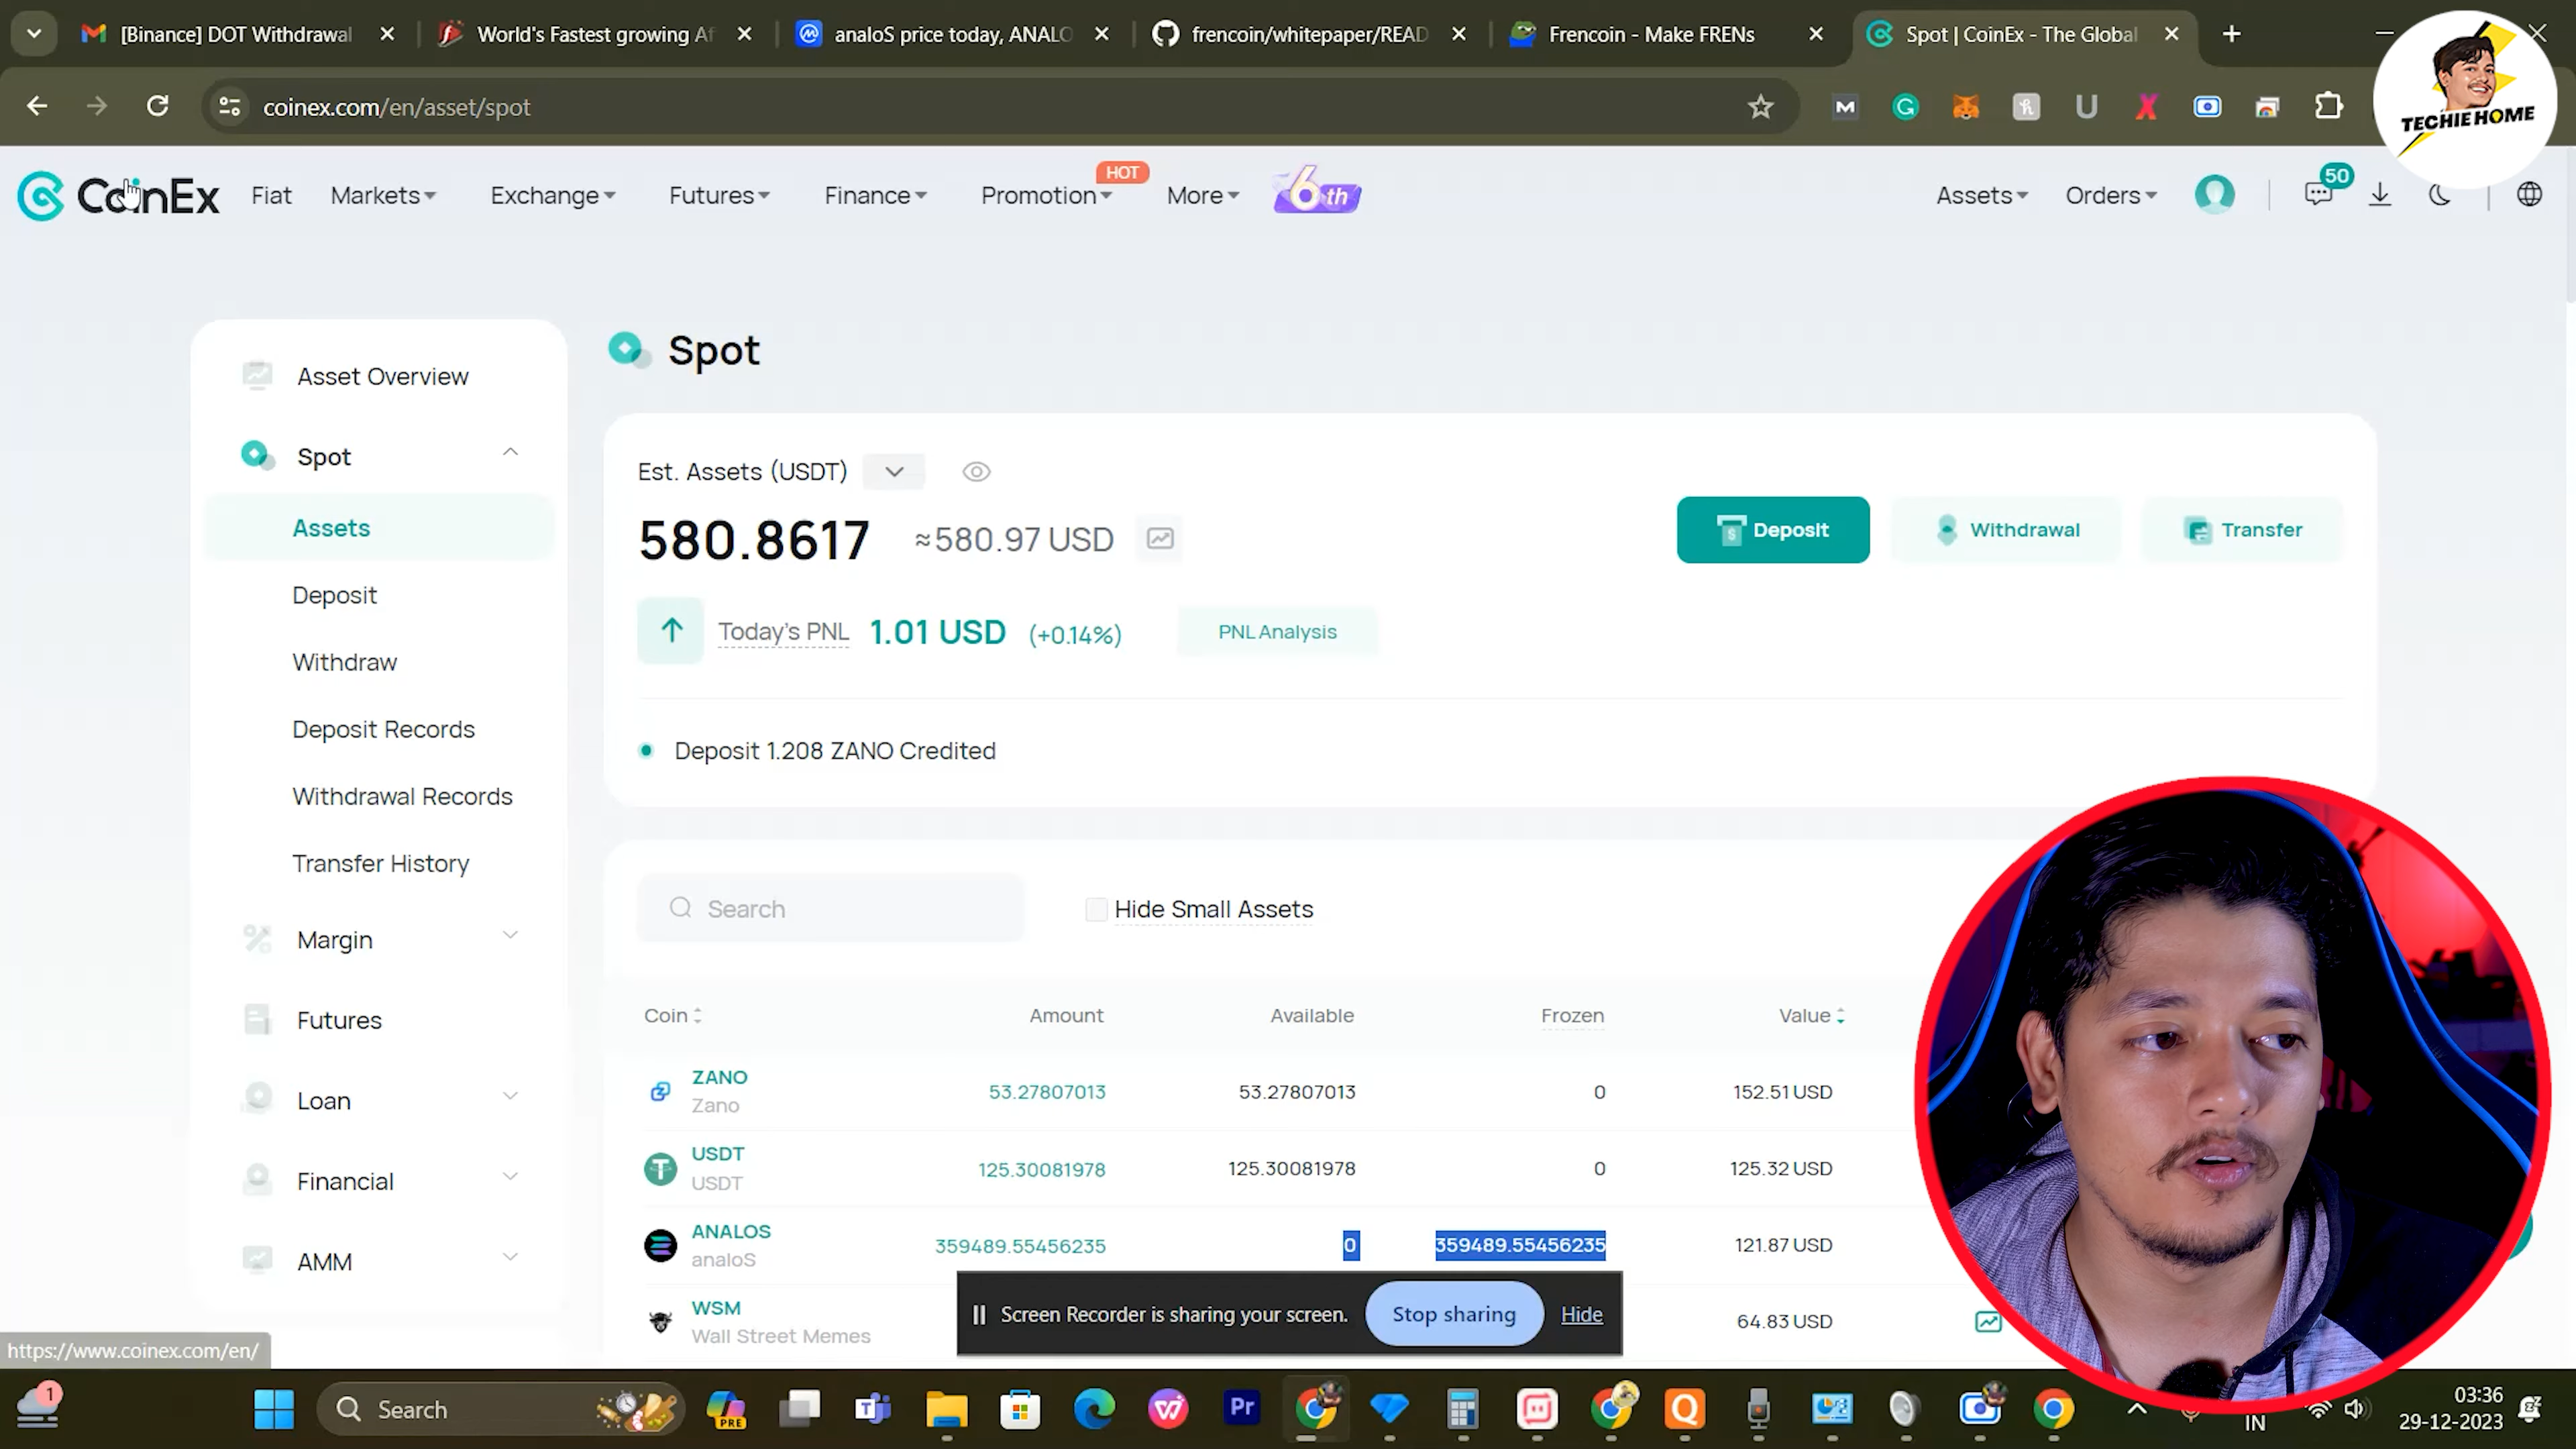 [Binance] DOT Withdrawal
World's Fastest growing Af
analoS price today, ANALO
frencoin/whitepaper/READ
Frencoin - Make FRENs
Spot | CoinEx - The Global
coinex.com/en/asset/spot
TECHIE HOME
CoinEx
Fiat
Markets
Exchange
Futures
Finance
Promotion
HOT
More
6th
Assets
Orders
50
Asset Overview
Spot
Assets
Deposit
Withdraw
Deposit Records
Withdrawal Records
Transfer History
Margin
Futures
Loan
Financial
AMM
Spot
Est. Assets (USDT)
580.8617 ≈580.97 USD
Deposit
Withdrawal
Transfer
Today's PNL 1.01 USD (+0.14%)
PNL Analysis
Deposit 1.208 ZANO Credited
Search
Hide Small Assets
Coin Amount Available Frozen Value
ZANO 53.27807013 53.27807013 0 152.51 USD
Zano
USDT 125.30081978 125.30081978 0 125.32 USD
USDT
ANALOS 359489.55456235 0 359489.55456235 121.87 USD
analoS
WSM 64.83 USD
Wall Street Memes
Screen Recorder is sharing your screen. Stop sharing Hide
https://www.coinex.com/en/
1
Search
PRE
Pr
IN
03:36
29-12-2023